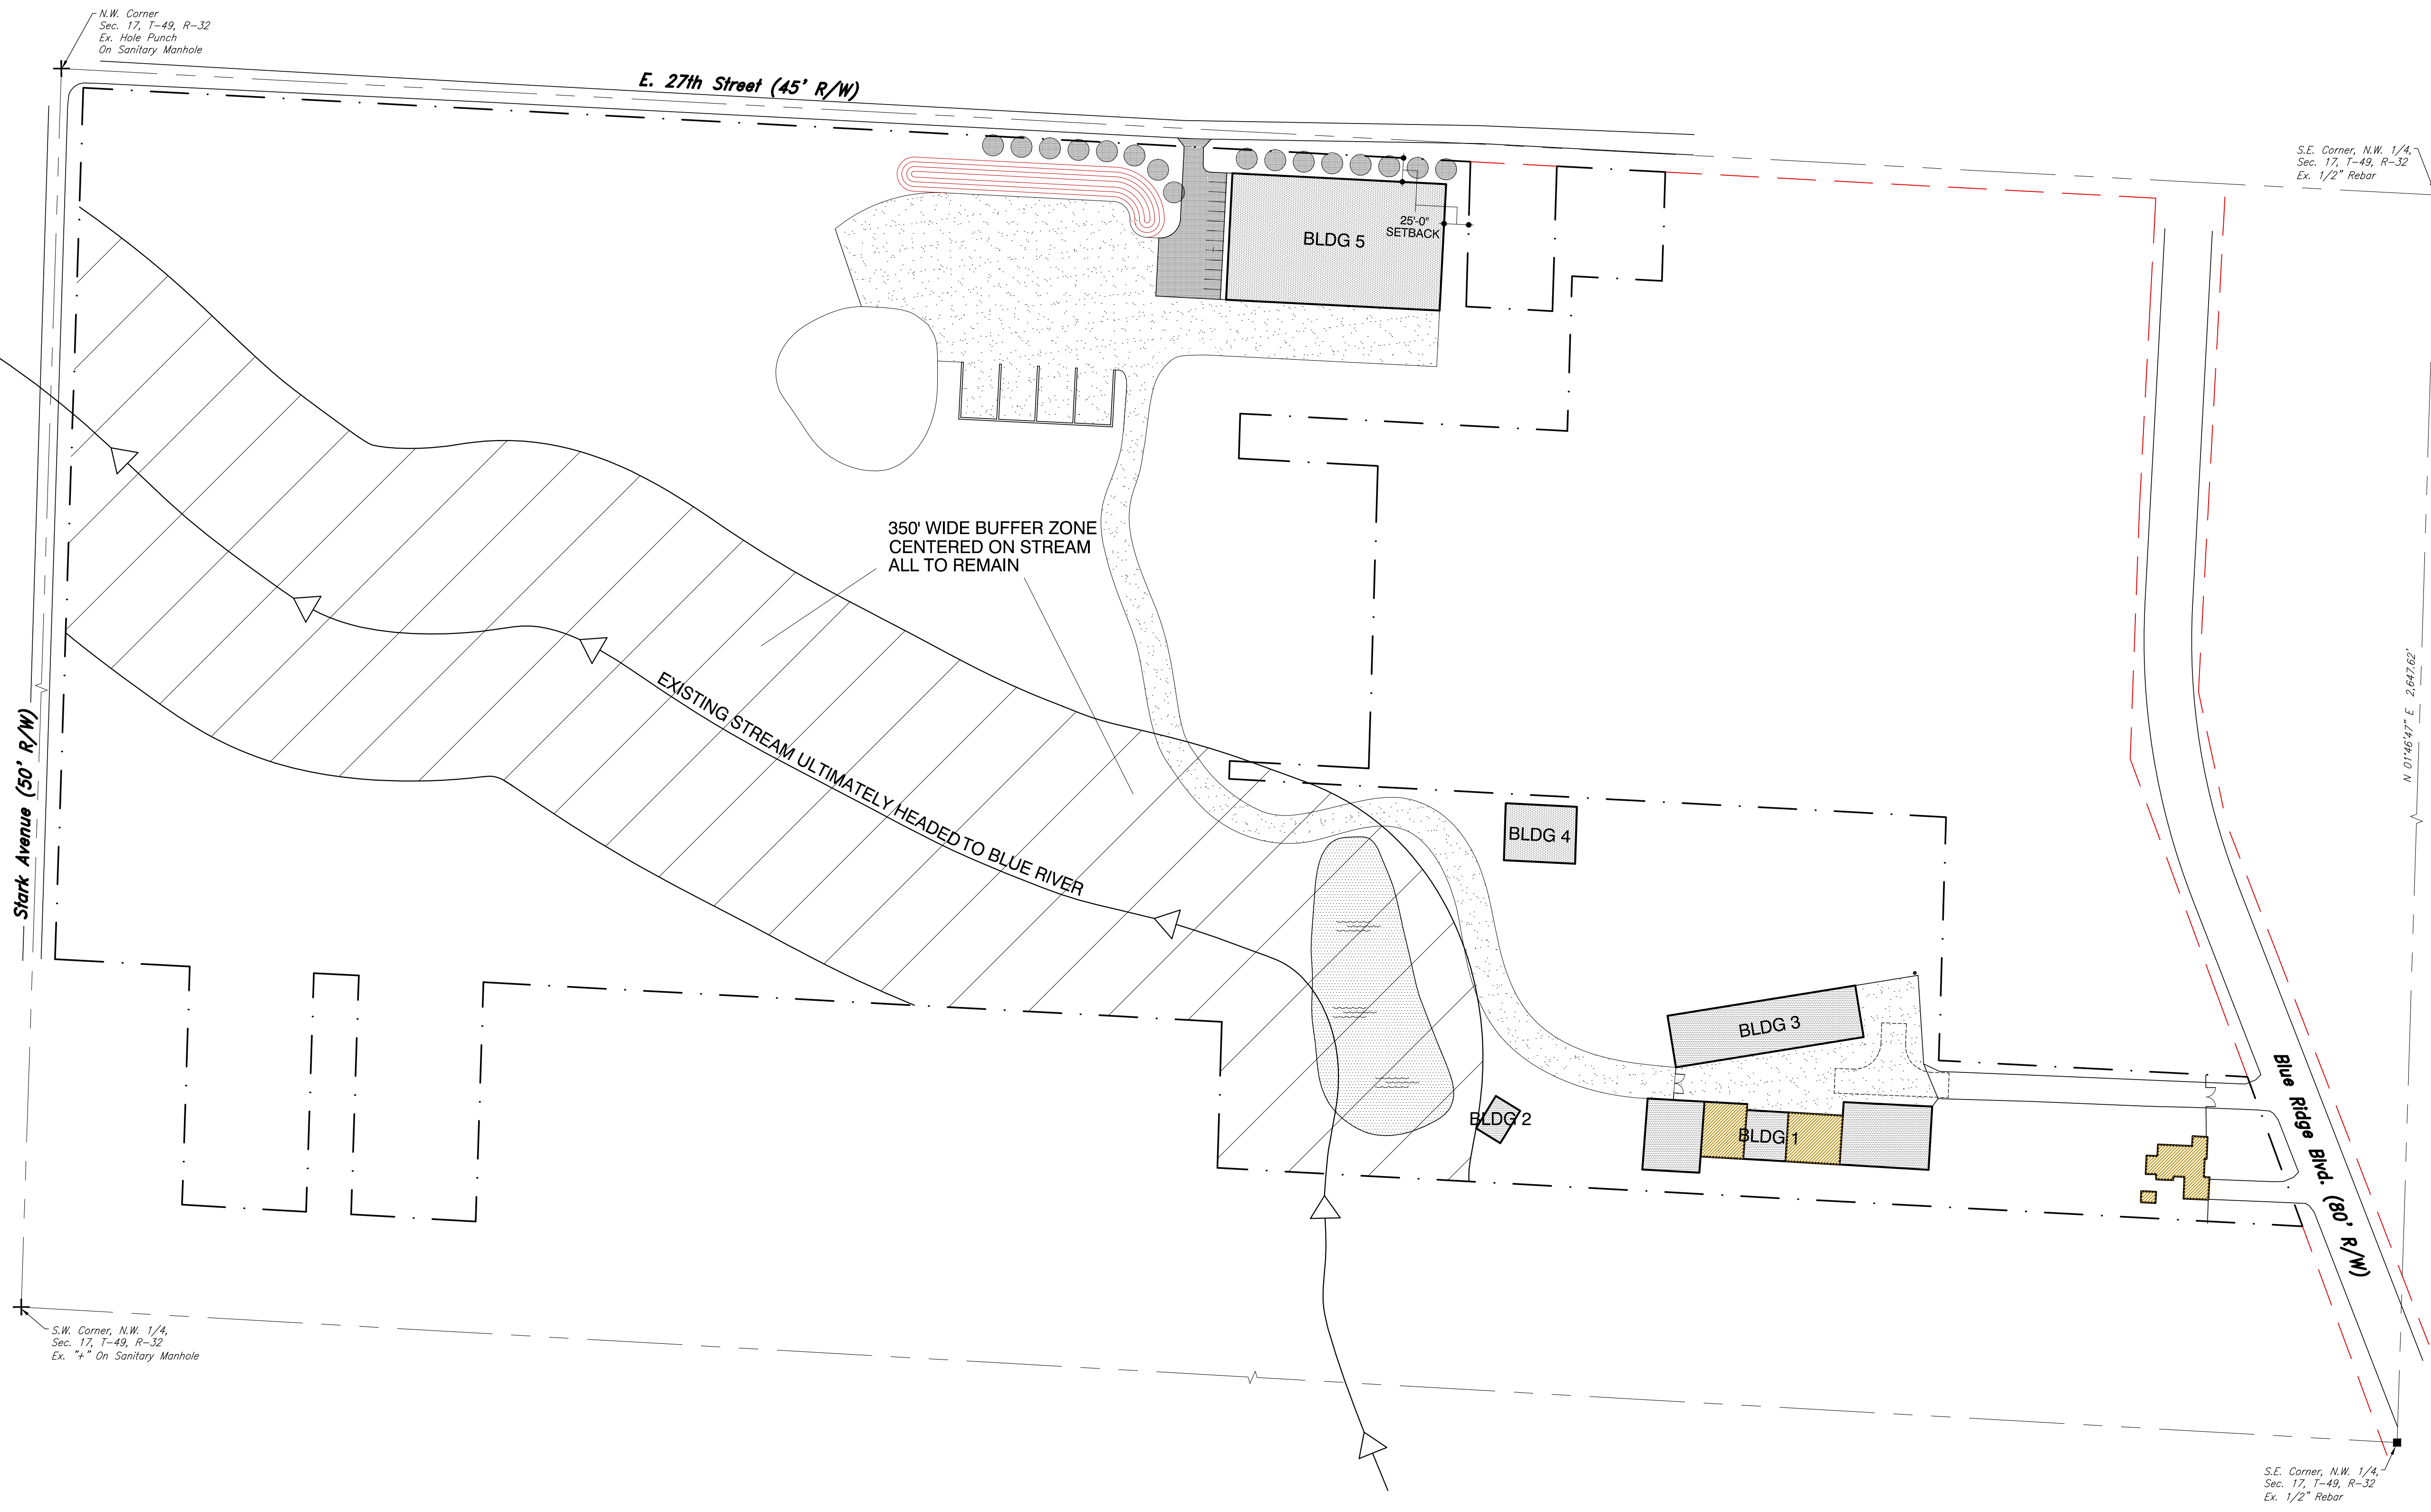 N.W. Corner
Sec. 17, T-49, R-32
Ex. Hole Punch
On Sanitary Manhole
E. 27th Street (45' R/W)
S.E. Corner, N.W. 1/4,
Sec. 17, T-49, R-32
Ex. 1/2" Rebar
25'-0"
SETBACK
BLDG 5
350' WIDE BUFFER ZONE
CENTERED ON STREAM
ALL TO REMAIN
EXISTING STREAM ULTIMATELY HEADED TO BLUE RIVER
Stark Avenue (50' R/W)
N 01°46'47" E 2,647.62'
BLDG 4
BLDG 3
BLDG 2
BLDG 1
Blue Ridge Blvd. (80' R/W)
S.W. Corner, N.W. 1/4,
Sec. 17, T-49, R-32
Ex. "+" On Sanitary Manhole
S.E. Corner, N.W. 1/4,
Sec. 17, T-49, R-32
Ex. 1/2" Rebar